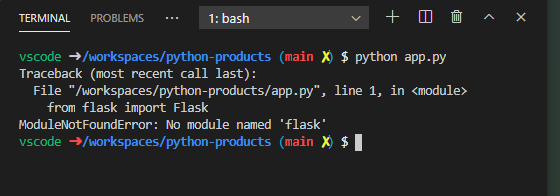 TERMINAL PROBLEMS ... 1: bash
vscode ➜/workspaces/python-products (main ✗) $ python app.py
Traceback (most recent call last):
  File "/workspaces/python-products/app.py", line 1, in <module>
    from flask import Flask
ModuleNotFoundError: No module named 'flask'
vscode ➜/workspaces/python-products (main ✗) $